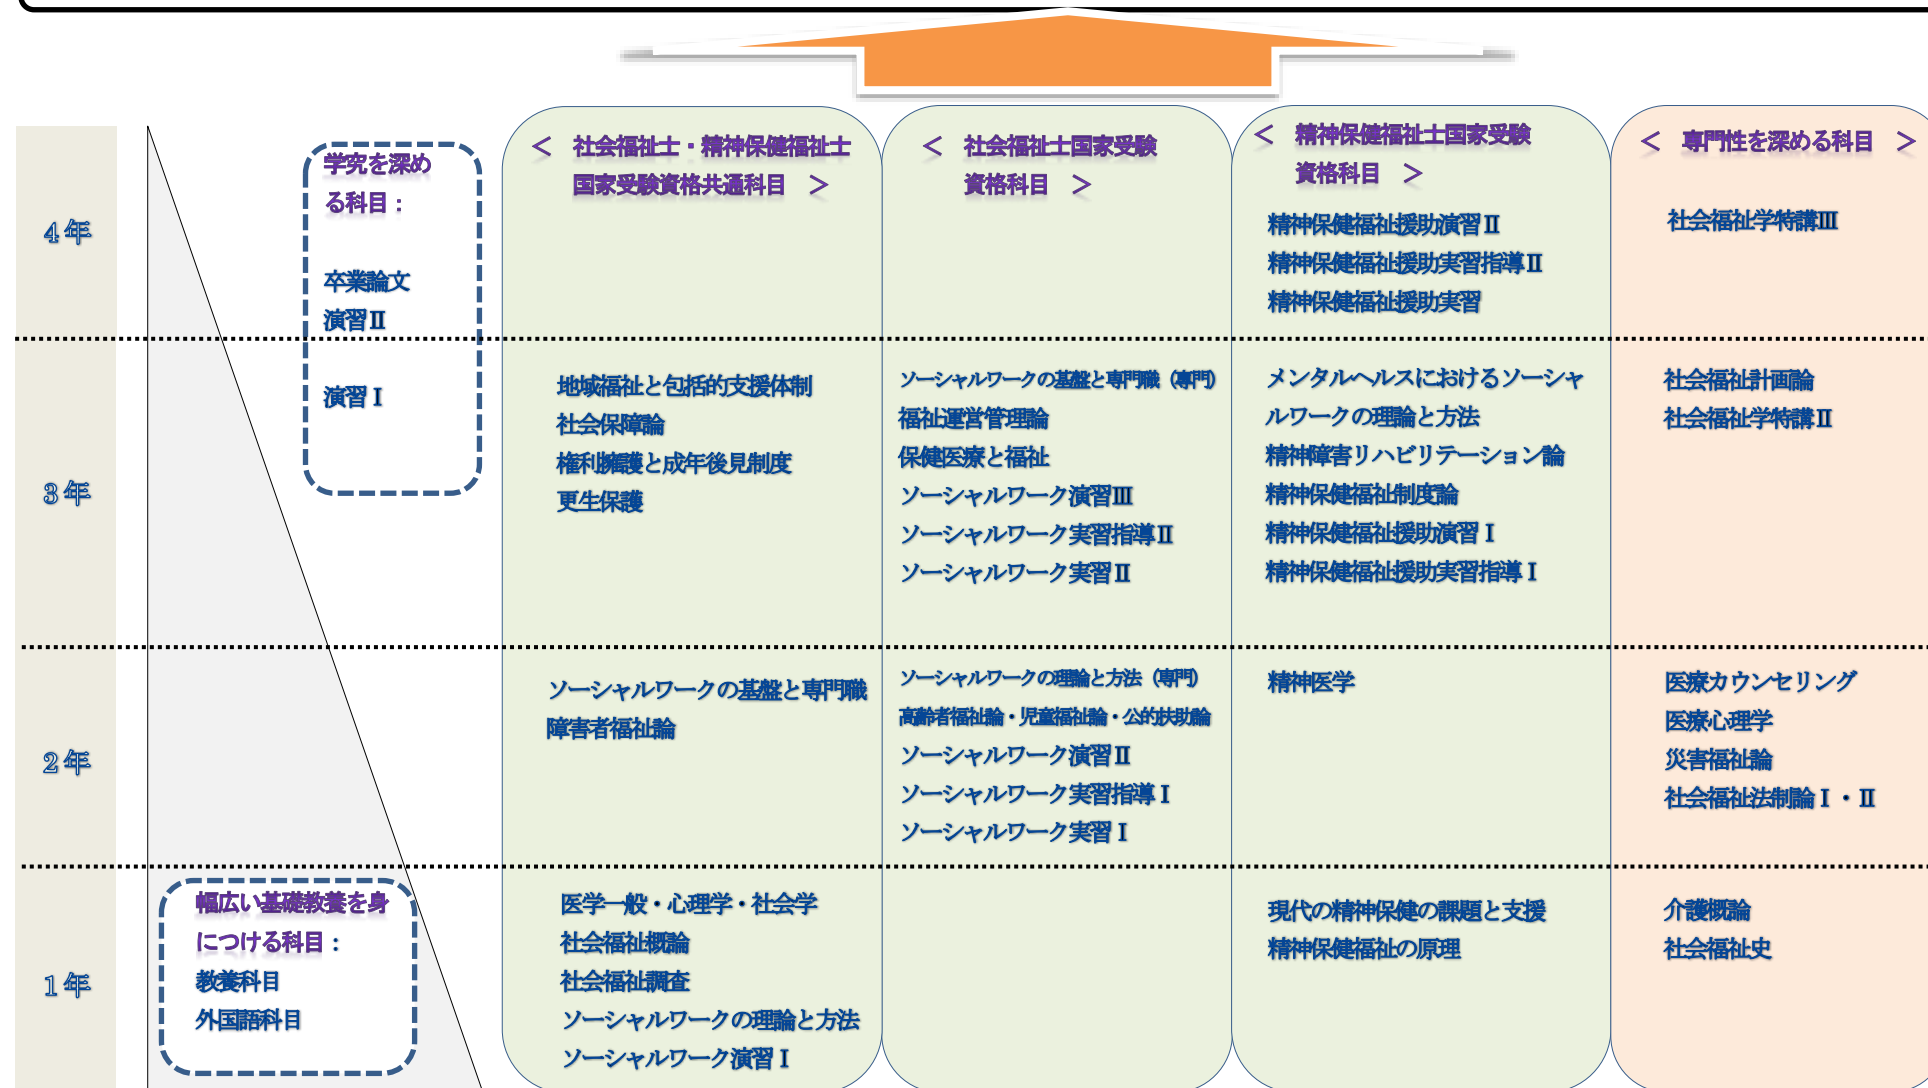 ＜　社会福祉士・精神保健福祉士
国家受験資格共通科目　＞
＜　社会福祉士国家受験
資格科目　＞
＜　精神保健福祉士国家受験
資格科目　＞
＜　専門性を深める科目　＞
学究を深め
る科目：
卒業論文
演習Ⅱ
演習Ⅰ
4年
精神保健福祉援助演習Ⅱ
精神保健福祉援助実習指導Ⅱ
精神保健福祉援助実習
社会福祉学特講Ⅲ
3年
地域福祉と包括的支援体制
社会保障論
権利擁護と成年後見制度
更生保護
ソーシャルワークの基盤と専門職（専門）
福祉運営管理論
保健医療と福祉
ソーシャルワーク演習Ⅲ
ソーシャルワーク実習指導Ⅱ
ソーシャルワーク実習Ⅱ
メンタルヘルスにおけるソーシャ
ルワークの理論と方法
精神障害リハビリテーション論
精神保健福祉制度論
精神保健福祉援助演習Ⅰ
精神保健福祉援助実習指導Ⅰ
社会福祉計画論
社会福祉学特講Ⅱ
2年
ソーシャルワークの基盤と専門職
障害者福祉論
ソーシャルワークの理論と方法（専門）
高齢者福祉論・児童福祉論・公的扶助論
ソーシャルワーク演習Ⅱ
ソーシャルワーク実習指導Ⅰ
ソーシャルワーク実習Ⅰ
精神医学
医療カウンセリング
医療心理学
災害福祉論
社会福祉法制論Ⅰ・Ⅱ
1年
幅広い基礎教養を身
につける科目：
教養科目
外国語科目
医学一般・心理学・社会学
社会福祉概論
社会福祉調査
ソーシャルワークの理論と方法
ソーシャルワーク演習Ⅰ
現代の精神保健の課題と支援
精神保健福祉の原理
介護概論
社会福祉史